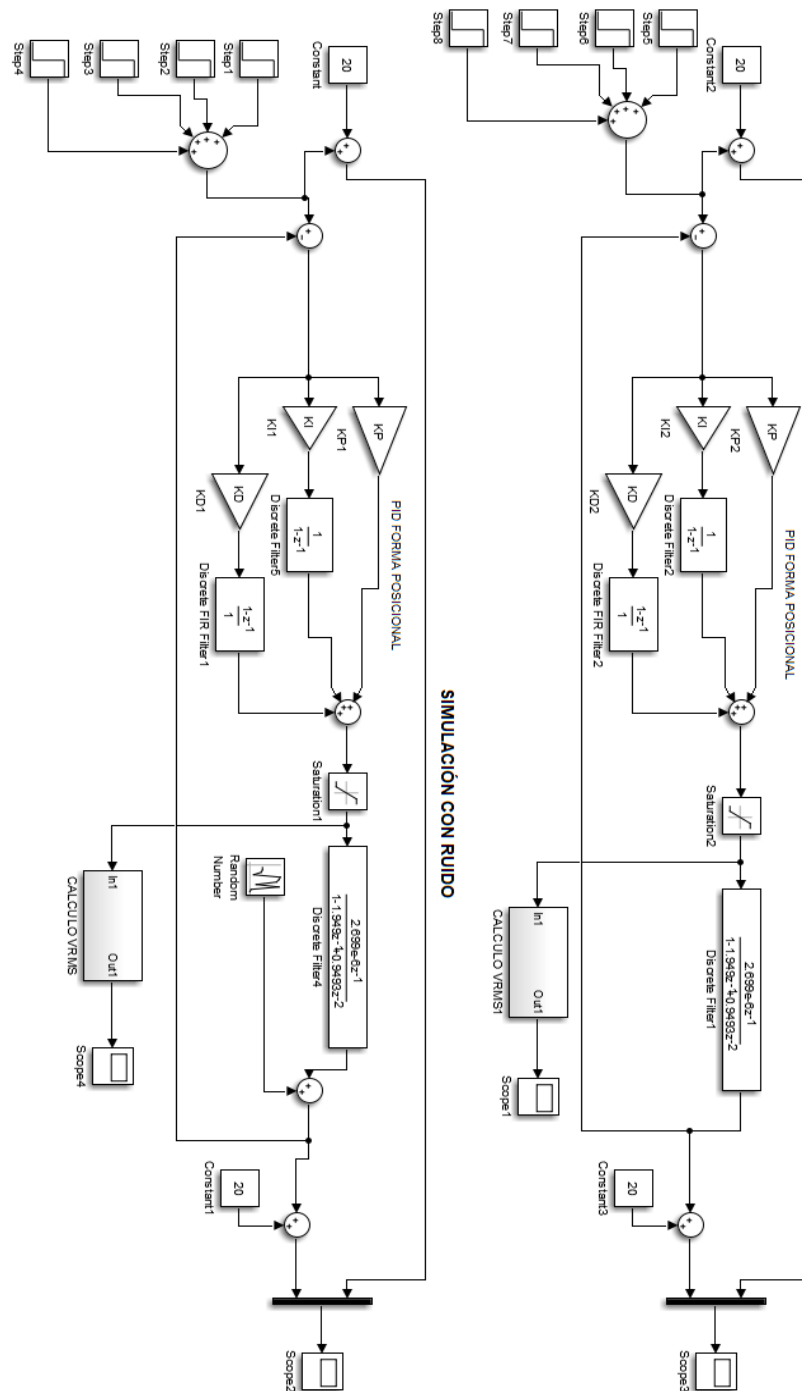 PID FORMA POSICIONAL
Constant2
20
KP
KP2
Step5
Step6
Step7
Step8
KI
KI2
1
1-z⁻¹
Discrete Filter2
KD
KD2
1-z⁻¹
1
Discrete FIR Filter2
Saturation2
2.699e-6z⁻¹
1-1.949z⁻¹+0.9493z⁻²
Discrete Filter1
In1
Out1
CALCULO VRMS1
Scope1
20
Constant3
Scope3
SIMULACIÓN CON RUIDO
PID FORMA POSICIONAL
20
Constant
KP
KP1
Step1
Step2
Step3
Step4
KI
KI1
1
1-z⁻¹
Discrete Filter5
KD
KD1
1-z⁻¹
1
Discrete FIR Filter1
Saturation1
2.699e-6z⁻¹
1-1.949z⁻¹+0.9493z⁻²
Discrete Filter4
Random
Number
In1
Out1
CALCULO VRMS
Scope4
20
Constant1
Scope2